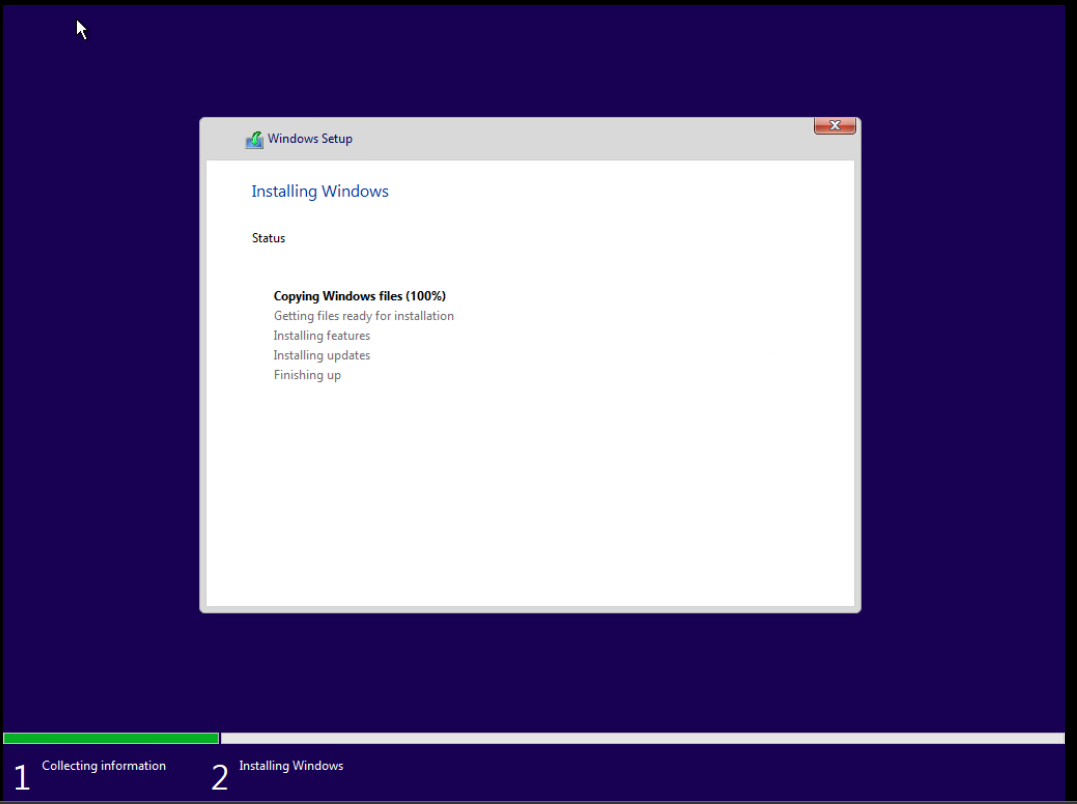 Windows Setup
Installing Windows
Status
Copying Windows files (100%)
Getting files ready for installation
Installing features
Installing updates
Finishing up
1 Collecting information 2 Installing Windows